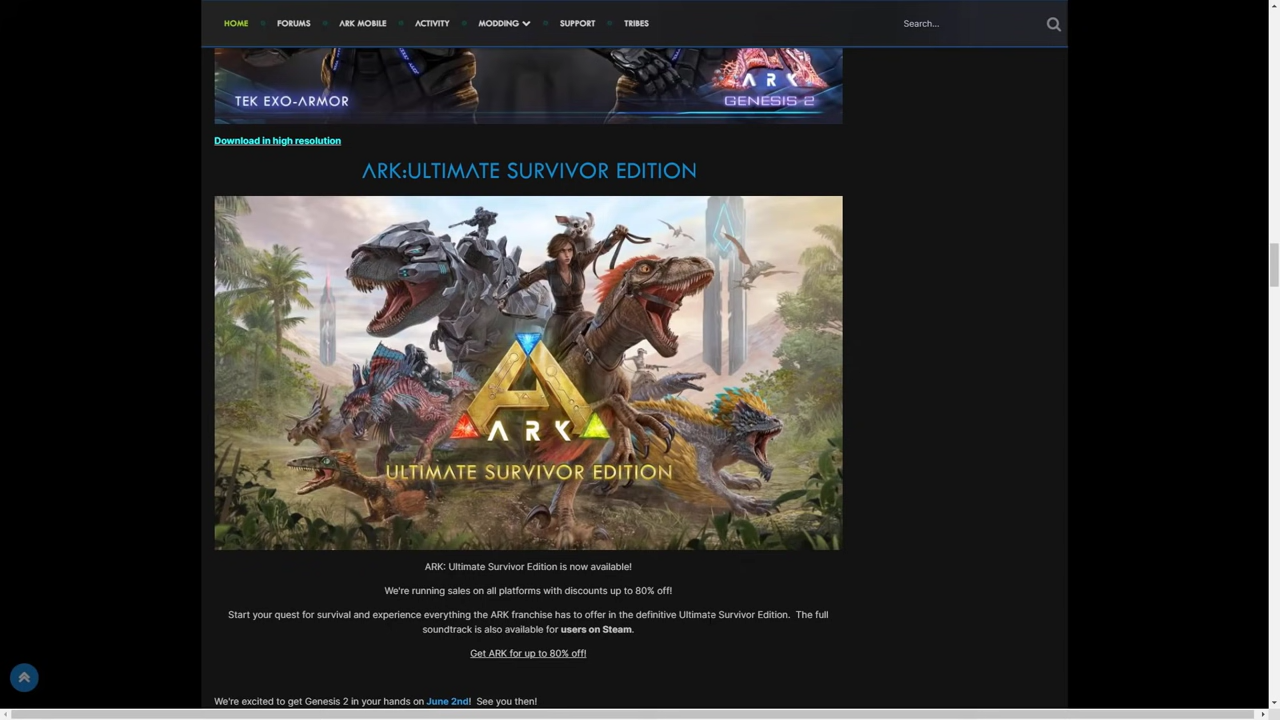 HOME
FORUMS
ARK MOBILE
ACTIVITY
MODDING
SUPPORT
TRIBES
Search...
TEK EXO-ARMOR
ARK
GENESIS 2
Download in high resolution
ARK:ULTIMATE SURVIVOR EDITION
ARK
ULTIMATE SURVIVOR EDITION
ARK: Ultimate Survivor Edition is now available!
We're running sales on all platforms with discounts up to 80% off!
Start your quest for survival and experience everything the ARK franchise has to offer in the definitive Ultimate Survivor Edition. The full
soundtrack is also available for users on Steam.
Get ARK for up to 80% off!
We're excited to get Genesis 2 in your hands on June 2nd! See you then!